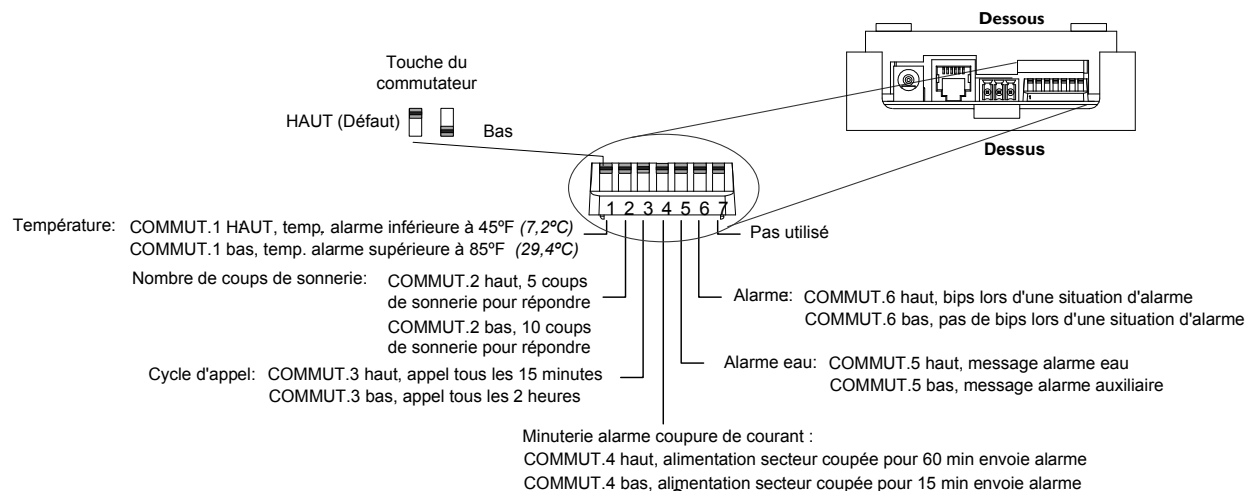 Dessous
Touche du
commutateur
HAUT (Défaut)
Bas
Dessus
1 2 3 4 5 6 7
Température: COMMUT.1 HAUT, temp, alarme inférieure à 45ºF (7,2ºC)
COMMUT.1 bas, temp. alarme supérieure à 85ºF (29,4ºC)
Pas utilisé
Nombre de coups de sonnerie: COMMUT.2 haut, 5 coups
de sonnerie pour répondre
COMMUT.2 bas, 10 coups
de sonnerie pour répondre
Alarme: COMMUT.6 haut, bips lors d'une situation d'alarme
COMMUT.6 bas, pas de bips lors d'une situation d'alarme
Cycle d'appel: COMMUT.3 haut, appel tous les 15 minutes
COMMUT.3 bas, appel tous les 2 heures
Alarme eau: COMMUT.5 haut, message alarme eau
COMMUT.5 bas, message alarme auxiliaire
Minuterie alarme coupure de courant :
COMMUT.4 haut, alimentation secteur coupée pour 60 min envoie alarme
COMMUT.4 bas, alimentation secteur coupée pour 15 min envoie alarme